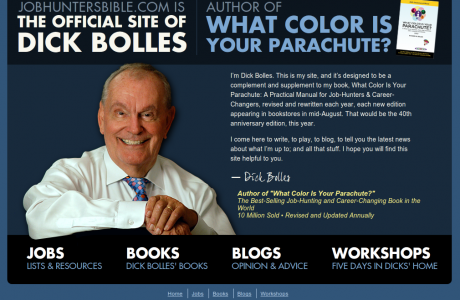 JOBHUNTERSBIBLE.COM IS
THE OFFICIAL SITE OF
DICK BOLLES
AUTHOR OF
WHAT COLOR IS
YOUR PARACHUTE?
I'm Dick Bolles. This is my site, and it's designed to be a
complement and supplement to my book, What Color Is Your
Parachute: A Practical Manual for Job-Hunters & Career-
Changers, revised and rewritten each year, each new edition
appearing in bookstores in mid-August. That would be the 40th
anniversary edition, this year.
I come here to write, to play, to blog, to tell you the latest news
about what I'm up to; and all that stuff. I hope you will find this
site helpful to you.
— Dick Bolles
Author of "What Color Is Your Parachute?"
The Best-Selling Job-Hunting and Career-Changing Book in the
World
10 Million Sold • Revised and Updated Annually
JOBS
LISTS & RESOURCES
BOOKS
DICK BOLLES' BOOKS
BLOGS
OPINION & ADVICE
WORKSHOPS
FIVE DAYS IN DICKS' HOME
Home | Jobs | Books | Blogs | Workshops